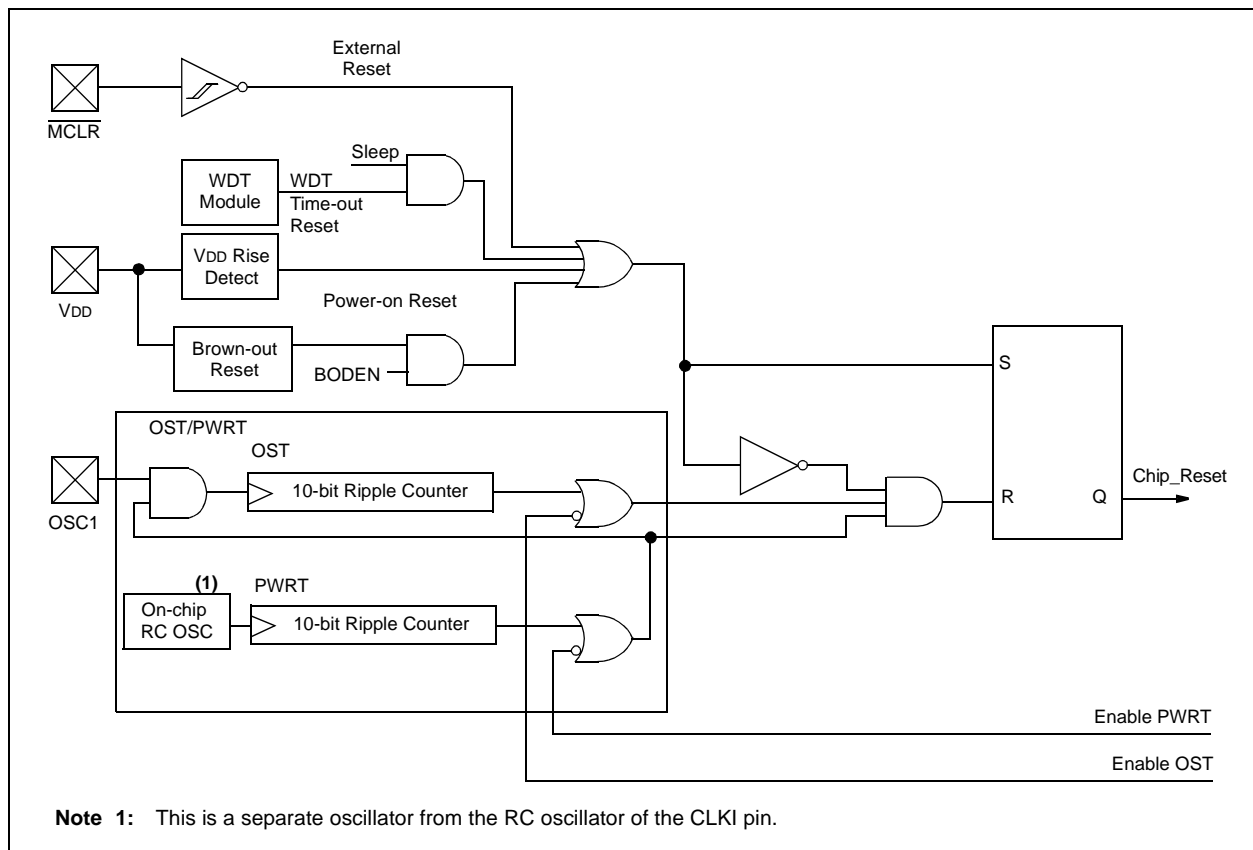 External
Reset
MCLR
Sleep
WDT
Module
WDT
Time-out
Reset
VDD Rise
Detect
VDD
Power-on Reset
Brown-out
Reset
BODEN
S
OST/PWRT
OST
10-bit Ripple Counter
OSC1
R
Q
Chip_Reset
(1)
PWRT
On-chip
RC OSC
10-bit Ripple Counter
Enable PWRT
Enable OST
Note 1: This is a separate oscillator from the RC oscillator of the CLKI pin.